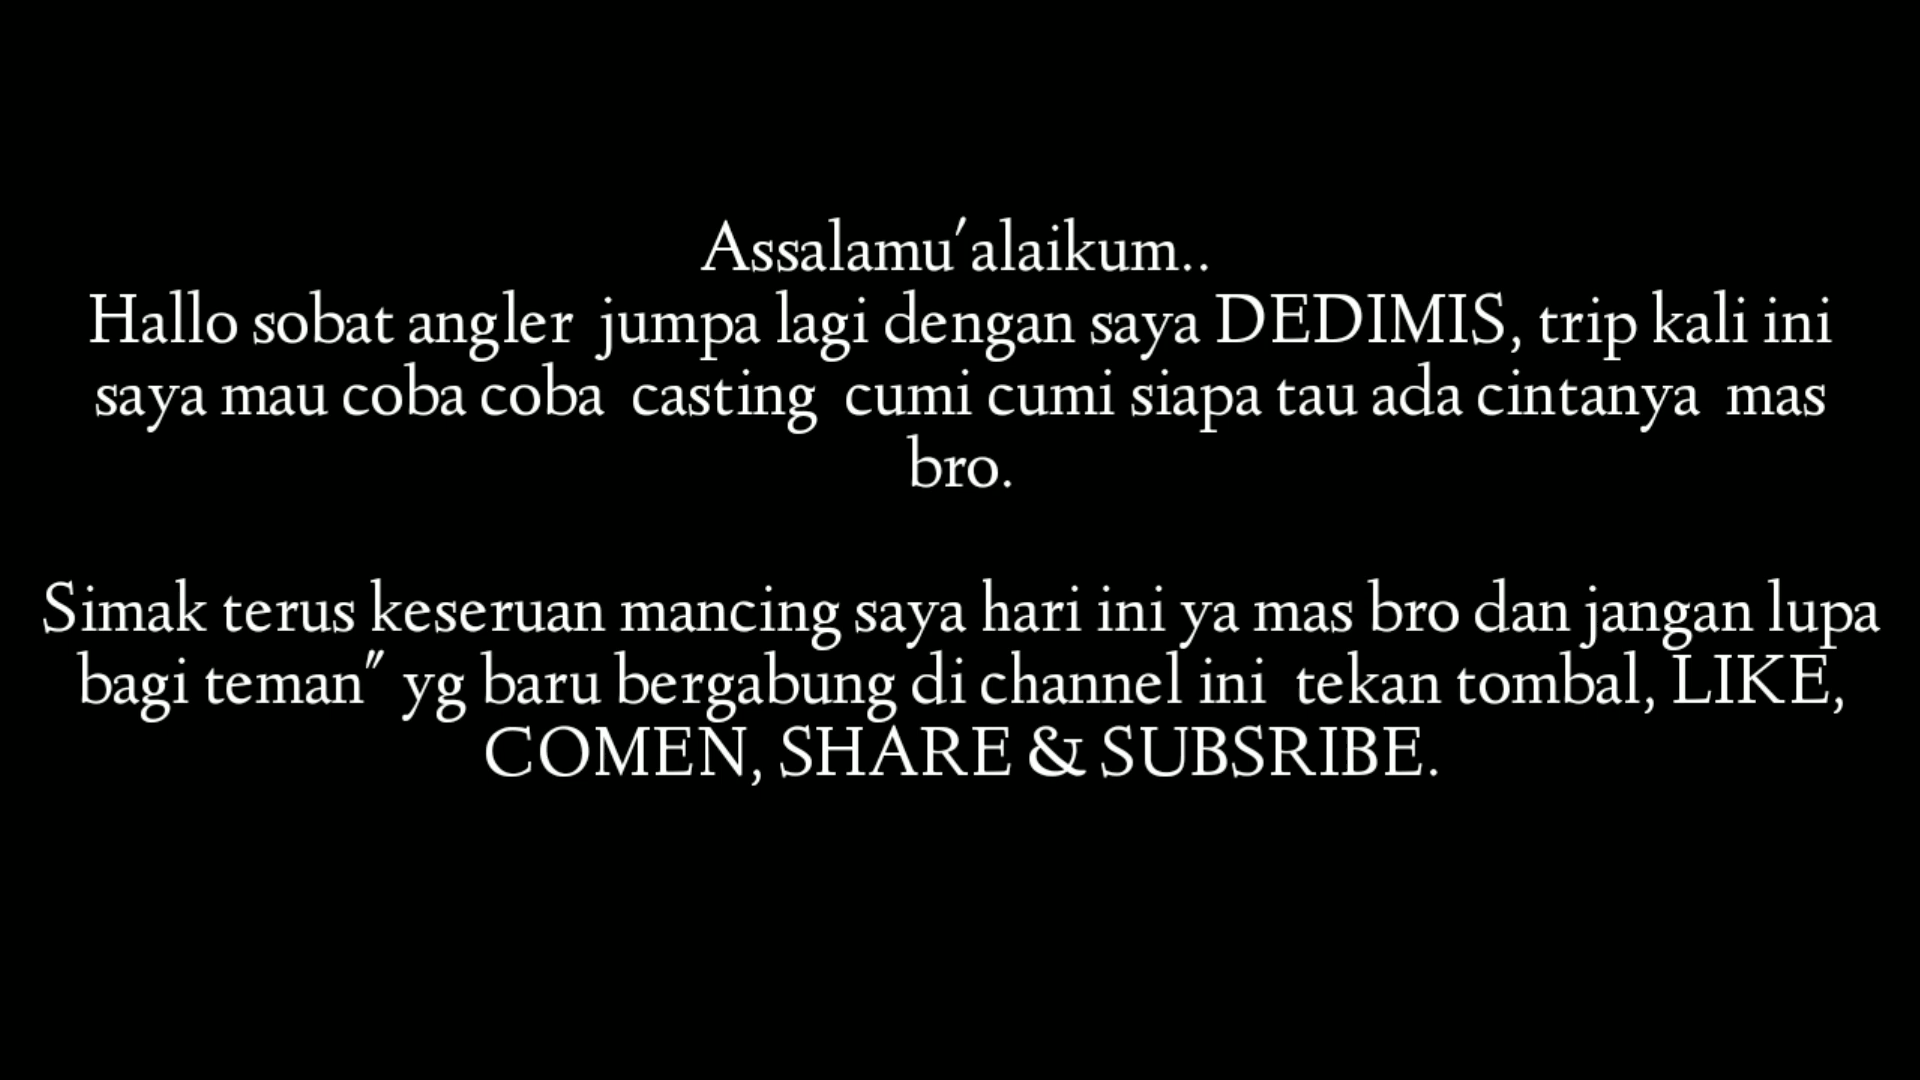 Assalamu'alaikum..
Hallo sobat angler jumpa lagi dengan saya DEDIMIS, trip kali ini
saya mau coba coba casting cumi cumi siapa tau ada cintanya mas
bro.
Simak terus keseruan mancing saya hari ini ya mas bro dan jangan lupa
bagi teman" yg baru bergabung di channel ini tekan tombal, LIKE,
COMEN, SHARE & SUBSRIBE.